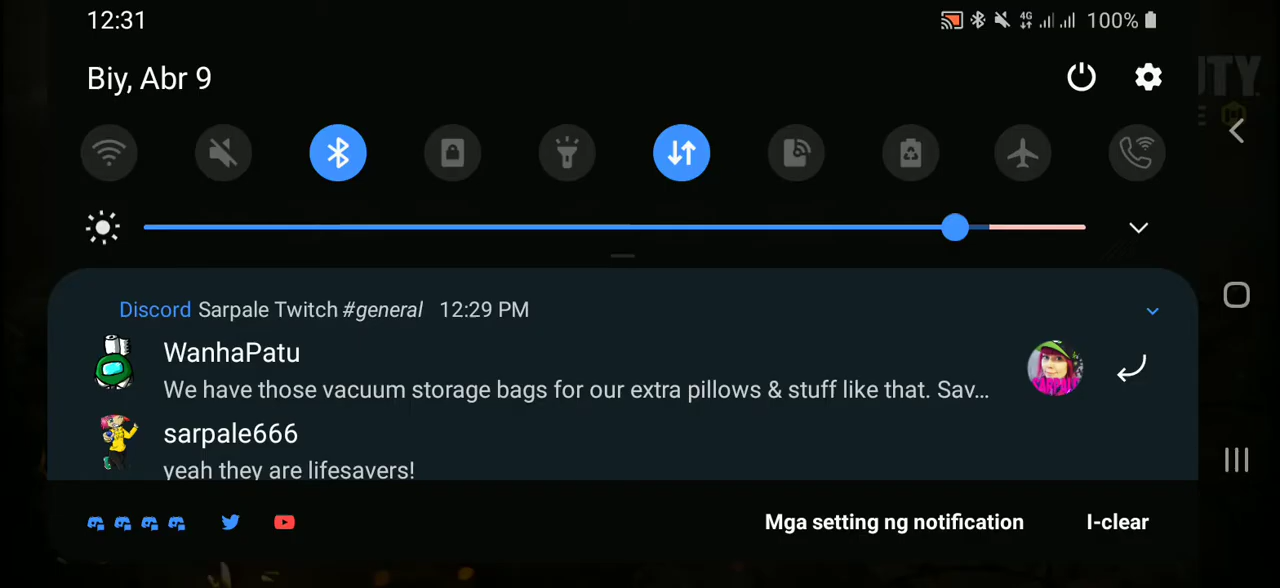 12:31
4G 100%
Biy, Abr 9
Discord Sarpale Twitch #general 12:29 PM
WanhaPatu
We have those vacuum storage bags for our extra pillows & stuff like that. Sav...
sarpale666
yeah they are lifesavers!
Mga setting ng notification I-clear